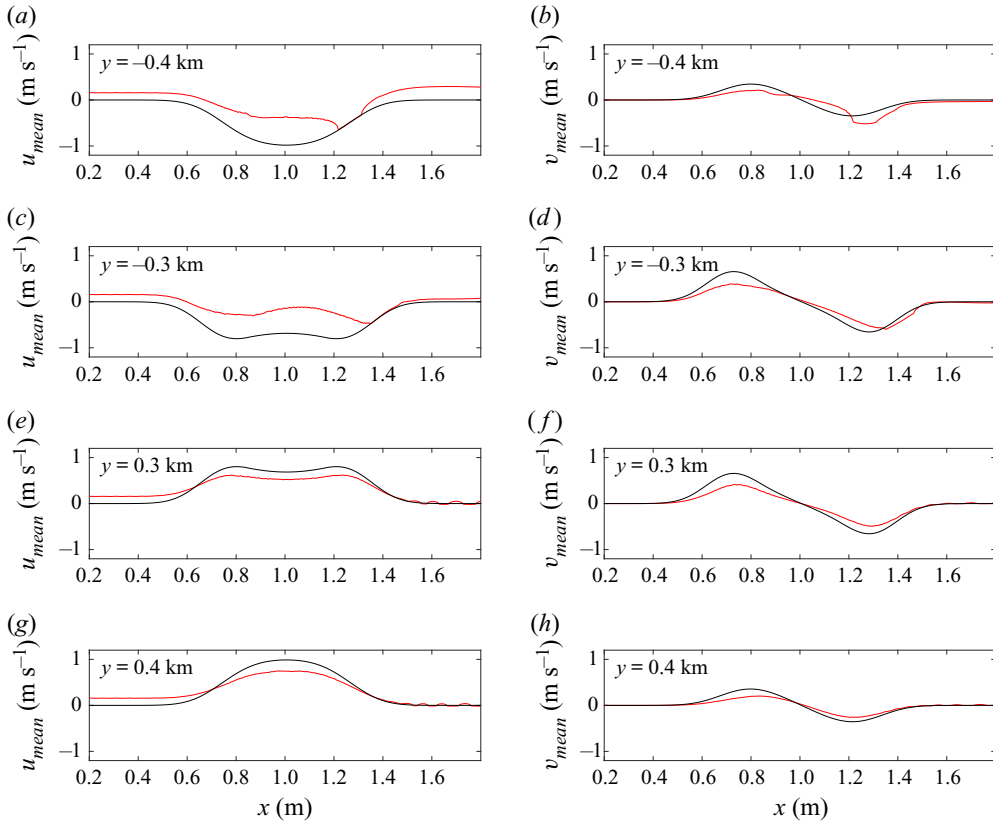 (a) (b)
u_mean (m s⁻¹) 1 0 –1 y = –0.4 km
v_mean (m s⁻¹) 1 0 –1 y = –0.4 km
0.2 0.4 0.6 0.8 1.0 1.2 1.4 1.6 0.2 0.4 0.6 0.8 1.0 1.2 1.4 1.6
(c) (d)
u_mean (m s⁻¹) 1 0 –1 y = –0.3 km
v_mean (m s⁻¹) 1 0 –1 y = –0.3 km
0.2 0.4 0.6 0.8 1.0 1.2 1.4 1.6 0.2 0.4 0.6 0.8 1.0 1.2 1.4 1.6
(e) (f)
u_mean (m s⁻¹) 1 0 –1 y = 0.3 km
v_mean (m s⁻¹) 1 0 –1 y = 0.3 km
0.2 0.4 0.6 0.8 1.0 1.2 1.4 1.6 0.2 0.4 0.6 0.8 1.0 1.2 1.4 1.6
(g) (h)
u_mean (m s⁻¹) 1 0 –1 y = 0.4 km
v_mean (m s⁻¹) 1 0 –1 y = 0.4 km
0.2 0.4 0.6 0.8 1.0 1.2 1.4 1.6 0.2 0.4 0.6 0.8 1.0 1.2 1.4 1.6
x (m) x (m)